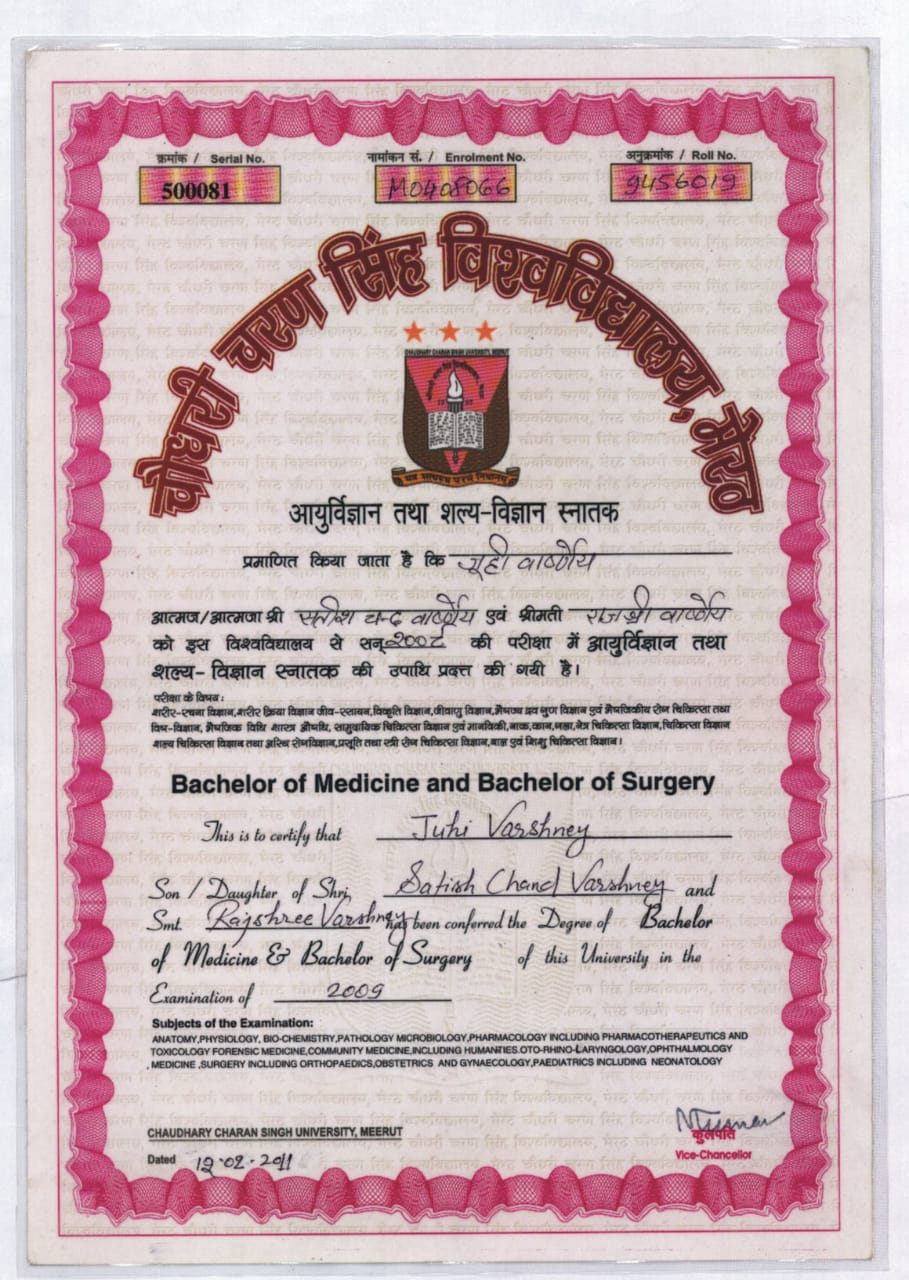 क्रमांक / Serial No. नामांकन सं. / Enrolment No. अनुक्रमांक / Roll No.
500081 M0408066 9456019
चौधरी चरण सिंह विश्वविद्यालय, मेरठ
CHAUDHARY CHARAN SINGH UNIVERSITY, MEERUT
आयुर्विज्ञान तथा शल्य-विज्ञान स्नातक
प्रमाणित किया जाता है कि जूही वार्ष्णेय
आत्मज/आत्मजा श्री सतीश चन्द्र वार्ष्णेय एवं श्रीमती राजश्री वार्ष्णेय
को इस विश्वविद्यालय से सन् की परीक्षा में आयुर्विज्ञान तथा
शल्य- विज्ञान स्नातक की उपाधि प्रदत्त की गयी है।
परीक्षा के विषय :
शरीर-रचना विज्ञान,शरीर क्रिया विज्ञान जीव-रसायन,विकृति विज्ञान,जीवाणु विज्ञान,भैषज्य द्रव्य गुण विज्ञान एवं भैषजिकीय रोग चिकित्सा तथा
विष-विज्ञान, भैषजिक विधि शास्त्र औषधि, सामुदायिक चिकित्सा विज्ञान एवं मानविकी,नाक,कान,गला,नेत्र चिकित्सा विज्ञान,चिकित्सा विज्ञान
शल्य चिकित्सा विज्ञान तथा अस्थि रोगविज्ञान,प्रसूति तथा स्त्री रोग चिकित्सा विज्ञान,बाल एवं शिशु चिकित्सा विज्ञान।
Bachelor of Medicine and Bachelor of Surgery
This is to certify that Juhi Varshney
Son / Daughter of Shri Satish Chand Varshney and
Smt. Rajshree Varshney has been conferred the Degree of Bachelor
of Medicine & Bachelor of Surgery of this University in the
Examination of 2009
Subjects of the Examination:
ANATOMY,PHYSIOLOGY, BIO-CHEMISTRY,PATHOLOGY MICROBIOLOGY,PHARMACOLOGY INCLUDING PHARMACOTHERAPEUTICS AND
TOXICOLOGY FORENSIC MEDICINE,COMMUNITY MEDICINE,INCLUDING HUMANTIES.OTO-RHINO-LARYNGOLOGY,OPHTHALMOLOGY
, MEDICINE ,SURGERY INCLUDING ORTHOPAEDICS,OBSTETRICS AND GYNAECOLOGY,PAEDIATRICS INCLUDING NEONATOLOGY
CHAUDHARY CHARAN SINGH UNIVERSITY, MEERUT
कुलपति
Dated 12.02.2011 Vice-Chancellor